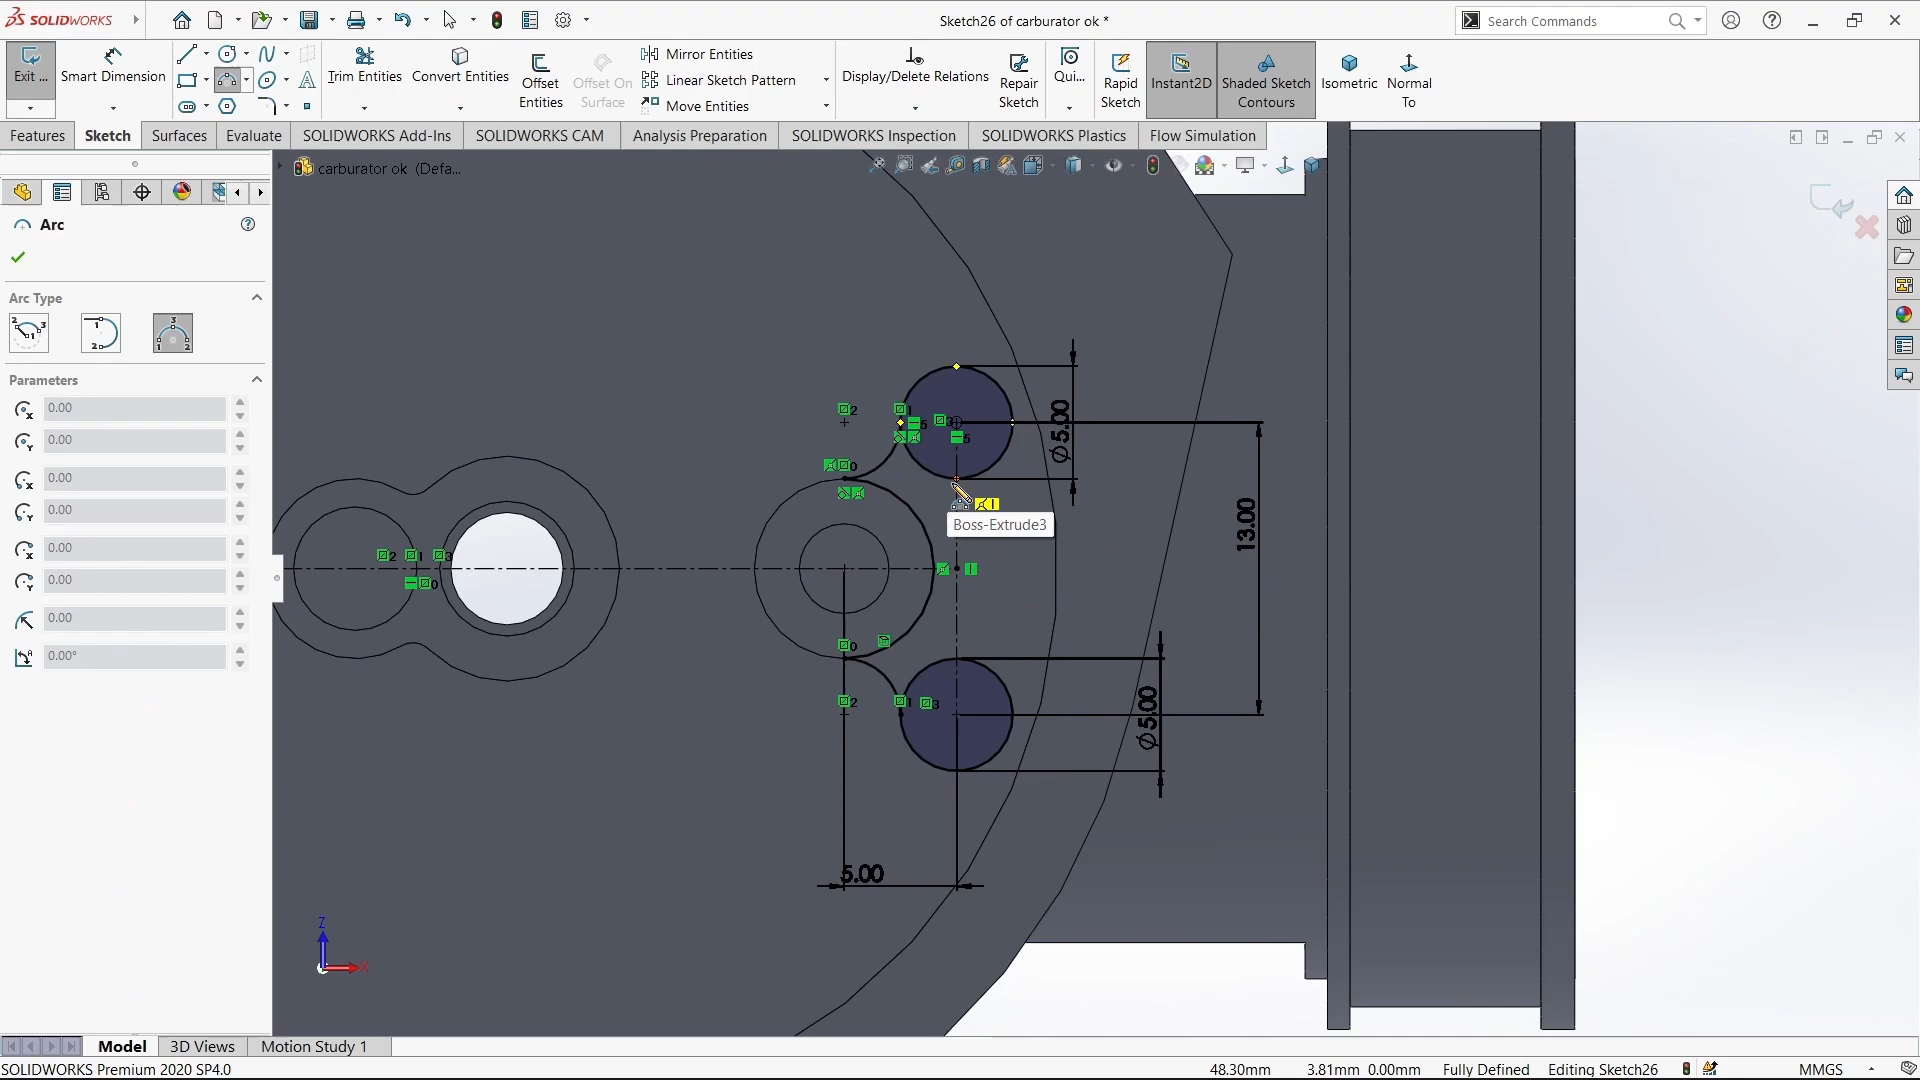 SOLIDWORKS
Sketch26 of carburator ok *
Search Commands
Exit ...
Smart Dimension
Trim Entities
Convert Entities
Offset Entities
Offset On Surface
Mirror Entities
Linear Sketch Pattern
Move Entities
Display/Delete Relations
Repair Sketch
Qui...
Rapid Sketch
Instant2D
Shaded Sketch Contours
Isometric
Normal To
Features
Sketch
Surfaces
Evaluate
SOLIDWORKS Add-Ins
SOLIDWORKS CAM
Analysis Preparation
SOLIDWORKS Inspection
SOLIDWORKS Plastics
Flow Simulation
carburator ok (Defa...
Arc
Arc Type
Parameters
0.00
0.00
0.00
0.00
0.00
0.00
0.00
0.00°
Ø5.00
13.00
Boss-Extrude3
Ø5.00
5.00
Z
X
Model
3D Views
Motion Study 1
SOLIDWORKS Premium 2020 SP4.0
48.30mm
3.81mm
0.00mm
Fully Defined
Editing Sketch26
MMGS